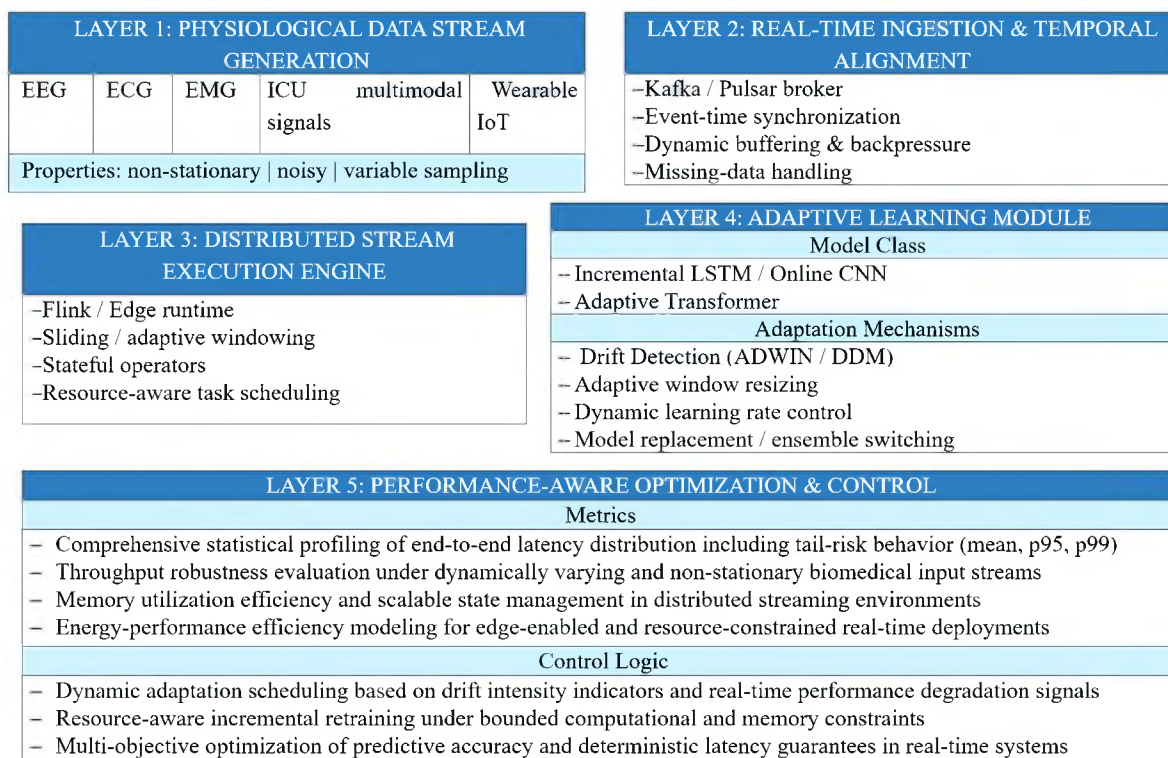 LAYER 1: PHYSIOLOGICAL DATA STREAM
GENERATION
EEG ECG EMG ICU multimodal Wearable
signals IoT
Properties: non-stationary | noisy | variable sampling
LAYER 2: REAL-TIME INGESTION & TEMPORAL
ALIGNMENT
–Kafka / Pulsar broker
–Event-time synchronization
–Dynamic buffering & backpressure
–Missing-data handling
LAYER 3: DISTRIBUTED STREAM
EXECUTION ENGINE
–Flink / Edge runtime
–Sliding / adaptive windowing
–Stateful operators
–Resource-aware task scheduling
LAYER 4: ADAPTIVE LEARNING MODULE
Model Class
– Incremental LSTM / Online CNN
– Adaptive Transformer
Adaptation Mechanisms
– Drift Detection (ADWIN / DDM)
– Adaptive window resizing
– Dynamic learning rate control
– Model replacement / ensemble switching
LAYER 5: PERFORMANCE-AWARE OPTIMIZATION & CONTROL
Metrics
– Comprehensive statistical profiling of end-to-end latency distribution including tail-risk behavior (mean, p95, p99)
– Throughput robustness evaluation under dynamically varying and non-stationary biomedical input streams
– Memory utilization efficiency and scalable state management in distributed streaming environments
– Energy-performance efficiency modeling for edge-enabled and resource-constrained real-time deployments
Control Logic
– Dynamic adaptation scheduling based on drift intensity indicators and real-time performance degradation signals
– Resource-aware incremental retraining under bounded computational and memory constraints
– Multi-objective optimization of predictive accuracy and deterministic latency guarantees in real-time systems